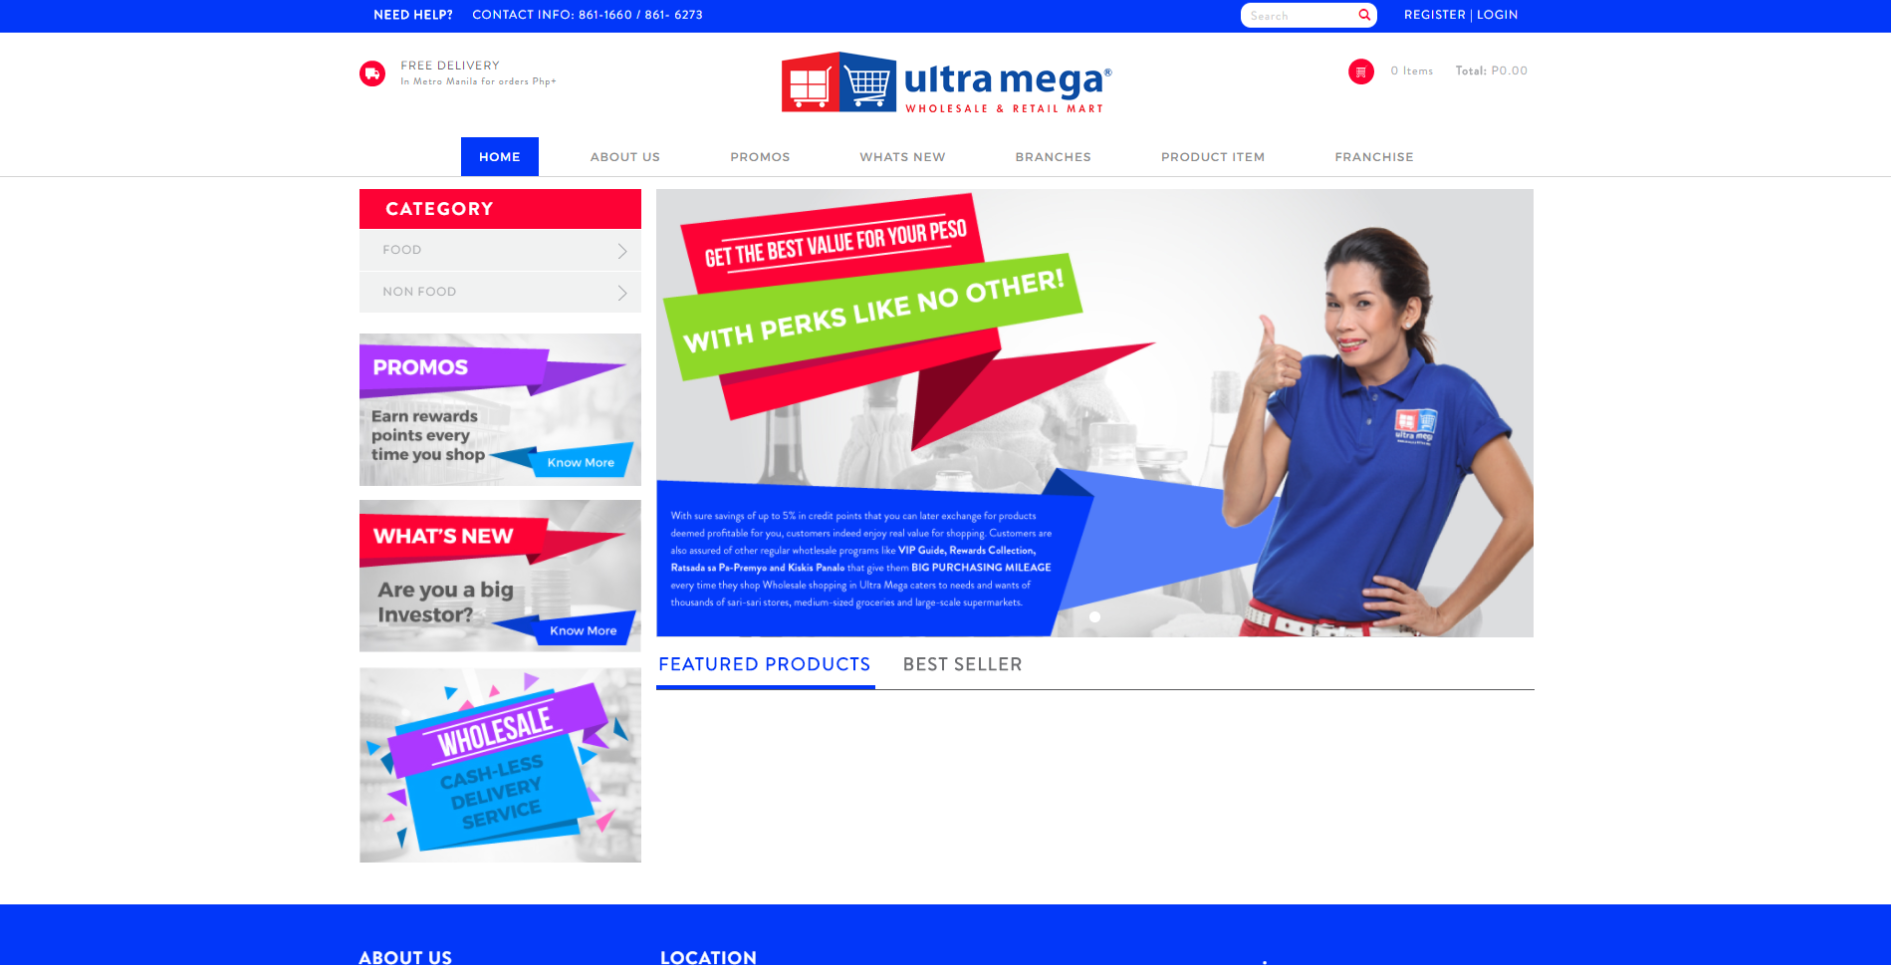 NEED HELP? CONTACT INFO: 861-1660 / 861- 6273
Search
REGISTER | LOGIN
FREE DELIVERY
In Metro Manila for orders Php+
ultra mega®
WHOLESALE & RETAIL MART
0 Items Total: P0.00
HOME ABOUT US PROMOS WHATS NEW BRANCHES PRODUCT ITEM FRANCHISE
CATEGORY
FOOD
NON FOOD
PROMOS
Earn rewards
points every
time you shop
Know More
WHAT'S NEW
Are you a big
Investor?
Know More
WHOLESALE
CASH-LESS
DELIVERY
SERVICE
GET THE BEST VALUE FOR YOUR PESO
WITH PERKS LIKE NO OTHER!
ultra mega
With sure savings of up to 5% in credit points that you can later exchange for products
deemed profitable for you, customers indeed enjoy real value for shopping. Customers are
also assured of other regular whotlesale programs like VIP Guide, Rewards Collection,
Ratsada sa Pa-Premyo and Kiskis Panalo that give them BIG PURCHASING MILEAGE
every time they shop Wholesale shopping in Ultra Mega caters to needs and wants of
thousands of sari-sari stores, medium-sized groceries and large-scale supermarkets.
FEATURED PRODUCTS BEST SELLER
ABOUT US LOCATION